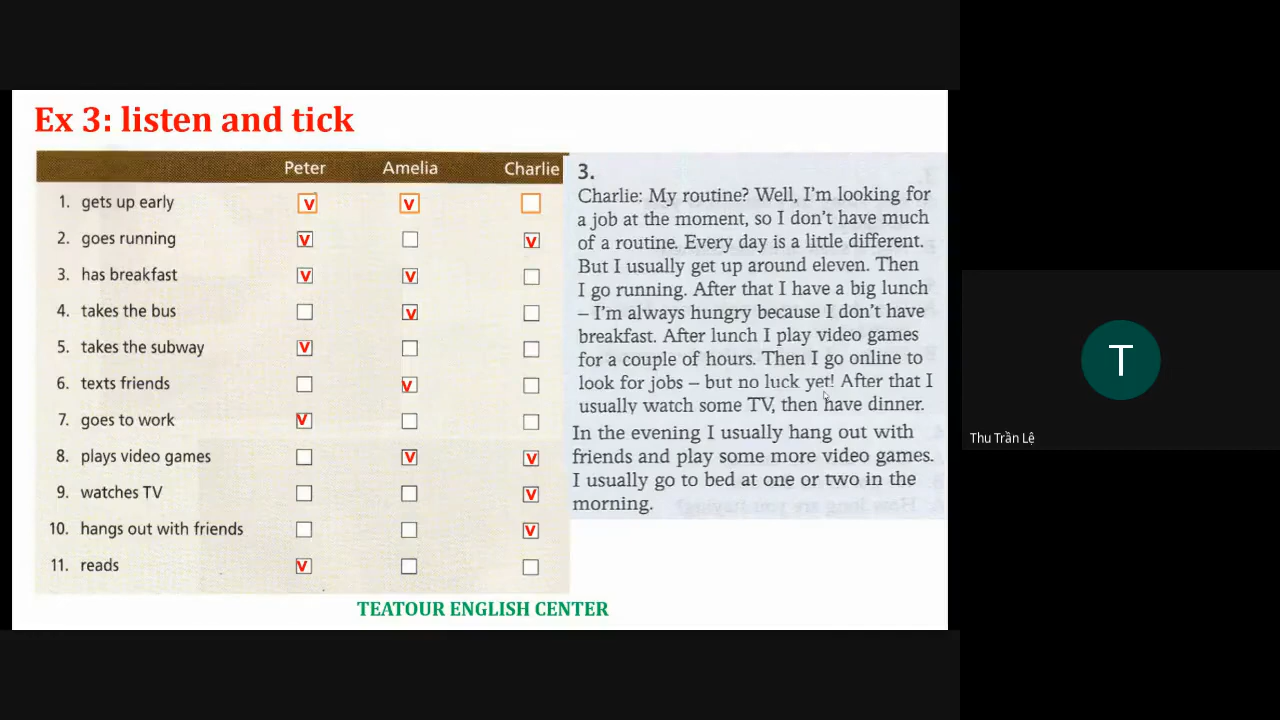 Ex 3: listen and tick
Peter Amelia Charlie
1. gets up early v v
2. goes running v v
3. has breakfast v v
4. takes the bus v
5. takes the subway v
6. texts friends v
7. goes to work v
8. plays video games v v
9. watches TV v
10. hangs out with friends v
11. reads v
3.
Charlie: My routine? Well, I'm looking for
a job at the moment, so I don't have much
of a routine. Every day is a little different.
But I usually get up around eleven. Then
I go running. After that I have a big lunch
– I'm always hungry because I don't have
breakfast. After lunch I play video games
for a couple of hours. Then I go online to
look for jobs – but no luck yet! After that I
usually watch some TV, then have dinner.
In the evening I usually hang out with
friends and play some more video games.
I usually go to bed at one or two in the
morning.
TEATOUR ENGLISH CENTER
T
Thu Trần Lệ